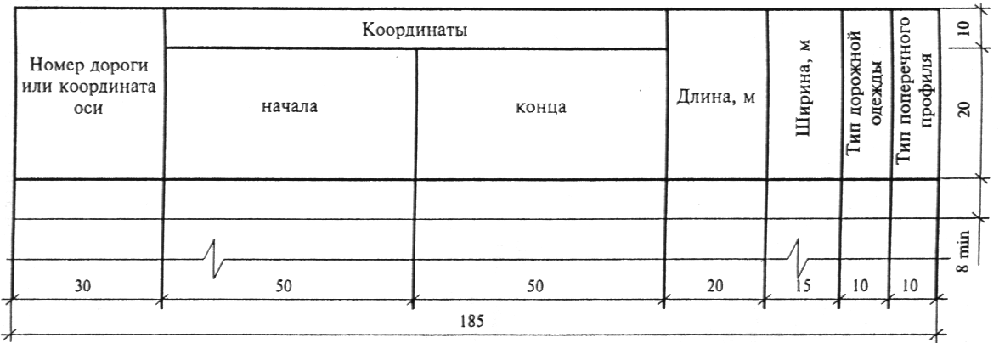 Номер дороги
или координата
оси
Координаты
начала
конца
Длина, м
Ширина, м
Тип дорожной
одежды
Тип поперечного
профиля
10
20
8 min
30
50
50
20
15
10
10
185